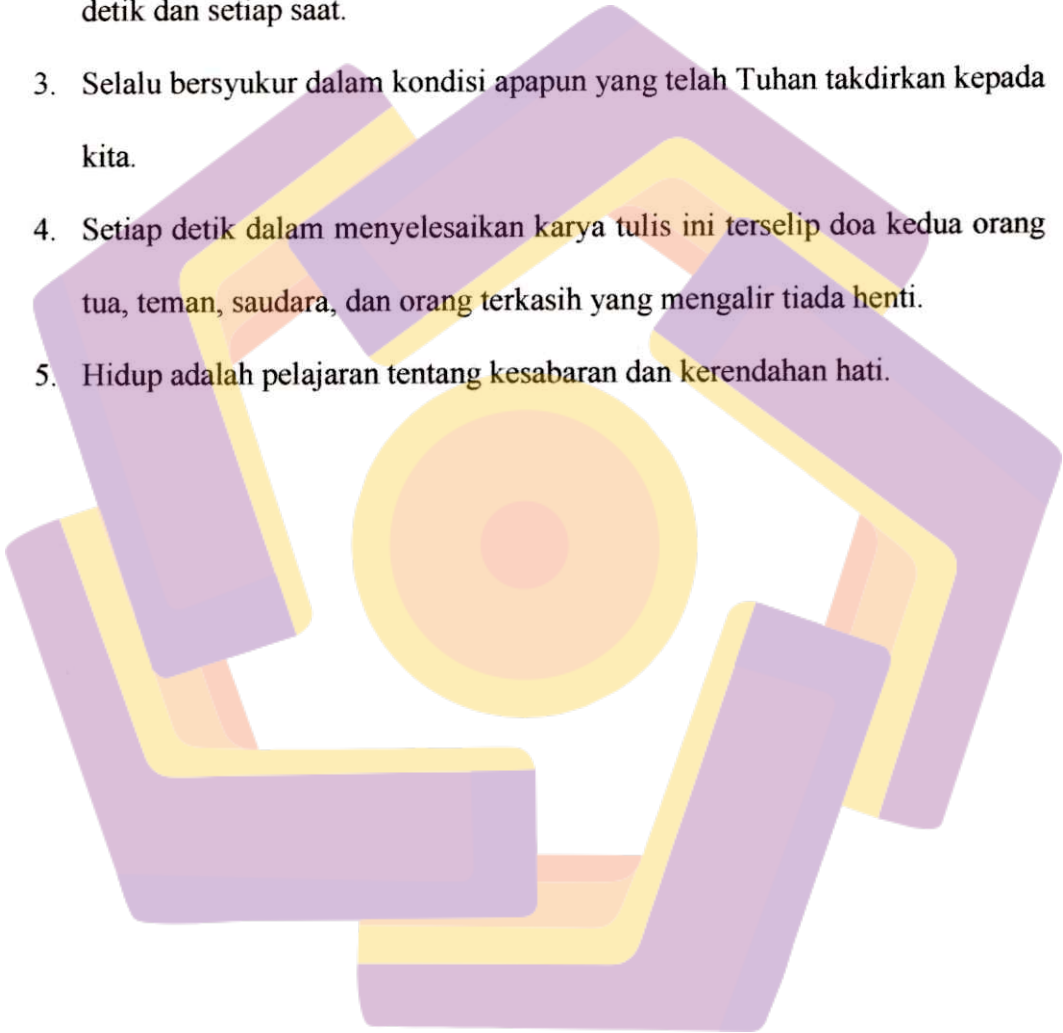 detik dan setiap saat.
3. Selalu bersyukur dalam kondisi apapun yang telah Tuhan takdirkan kepada
kita.
4. Setiap detik dalam menyelesaikan karya tulis ini terselip doa kedua orang
tua, teman, saudara, dan orang terkasih yang mengalir tiada henti.
5. Hidup adalah pelajaran tentang kesabaran dan kerendahan hati.